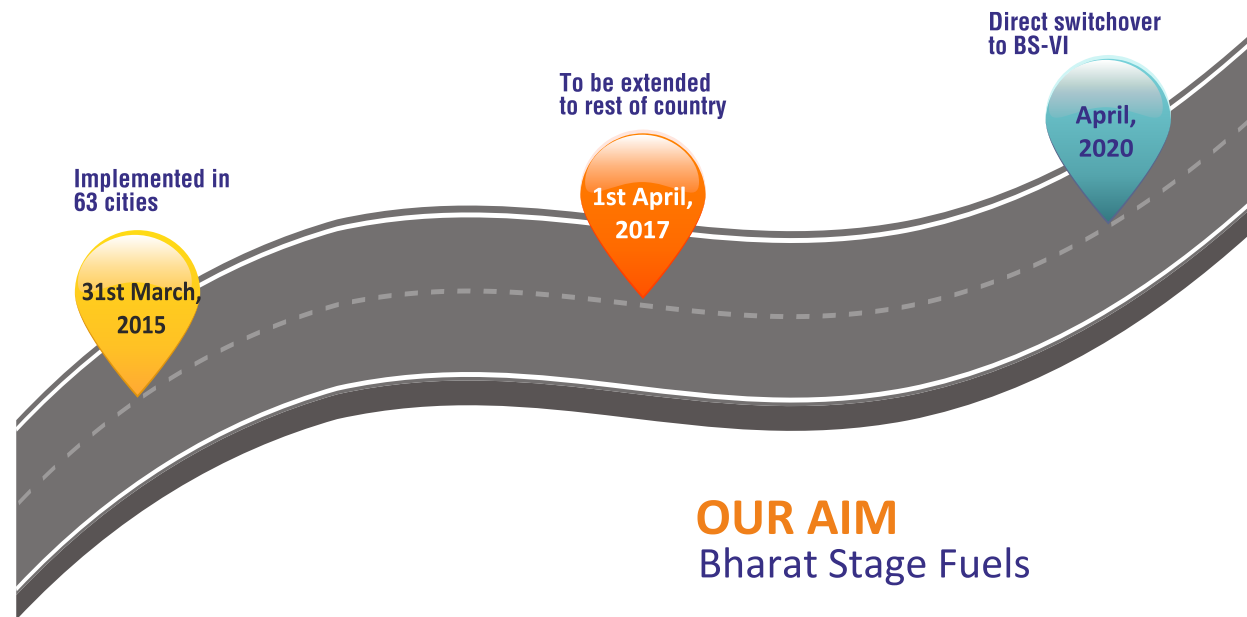 Implemented in
63 cities
31st March,
2015
To be extended
to rest of country
1st April,
2017
Direct switchover
to BS-VI
April,
2020
OUR AIM
Bharat Stage Fuels